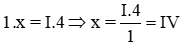 1.x = I.4 ⇒ x = I.4/1 = IV